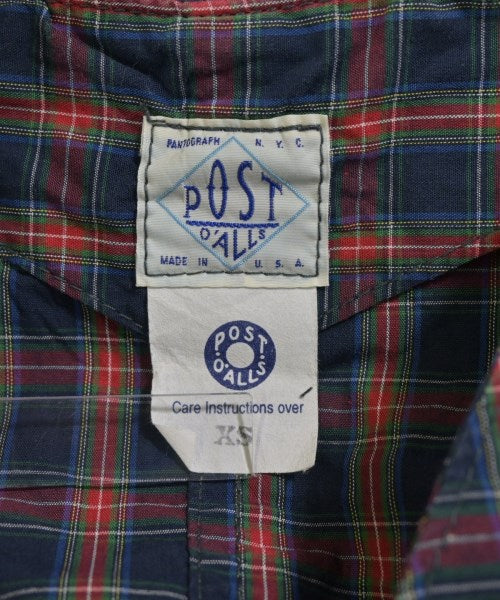 PANTOGRAPH N.Y.C.
POST
O'ALLS
MADE IN U.S.A.
POST
O'ALLS
Care Instructions over
XS